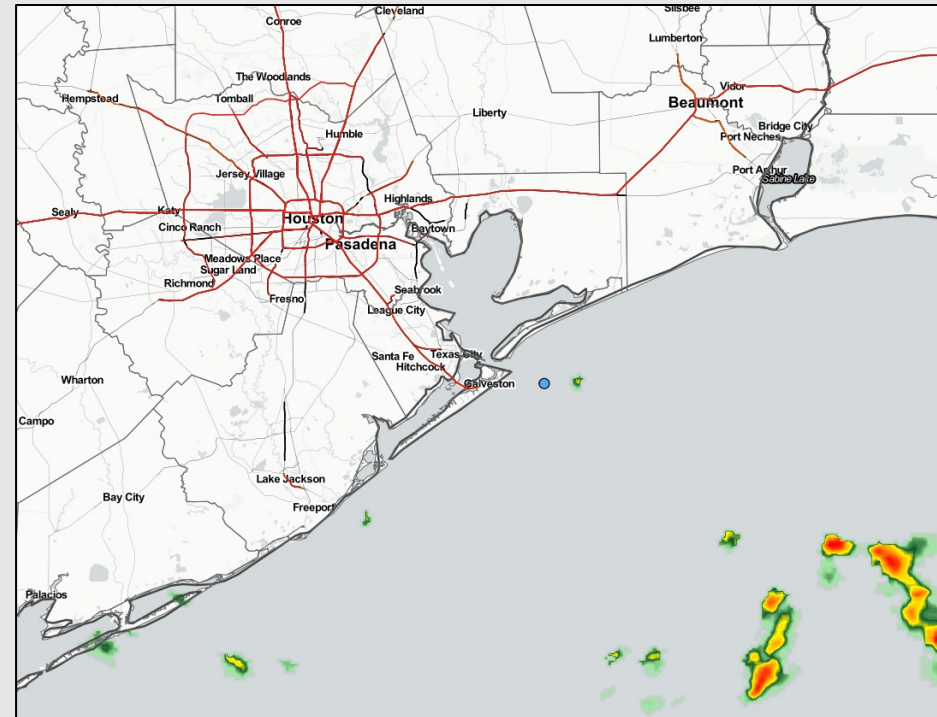 Cleveland
Silsbee
Conroe
Lumberton
The Woodlands
Vidor
Hempstead
Tomball
Beaumont
Liberty
Humble
Bridge City
Port Neches
Jersey Village
Port Arthur
Sabine Lake
Highlands
Sealy
Katy
Houston
Cinco Ranch
Baytown
Pasadena
Meadows Place
Sugar Land
Richmond
Seabrook
Fresno
League City
Santa Fe
Texas City
Hitchcock
Wharton
Galveston
Campo
Lake Jackson
Bay City
Freeport
Palacios